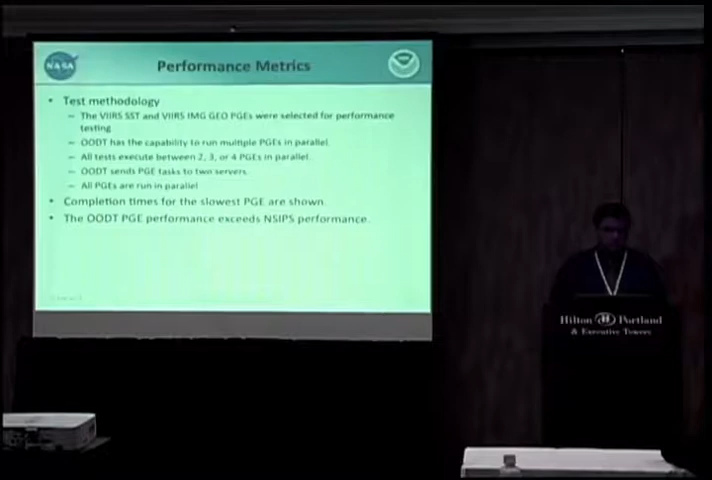 NASA
Performance Metrics
• Test methodology
– The VIIRS SST and VIIRS IMG GEO PGEs were selected for performance
testing
– OODT has the capability to run multiple PGEs in parallel.
– All tests execute between 2, 3, or 4 PGEs in parallel.
– OODT sends PGE tasks to two servers.
– All PGEs are run in parallel
• Completion times for the slowest PGE are shown.
• The OODT PGE performance exceeds NSIPS performance.
Hilton Portland
& Executive Towers